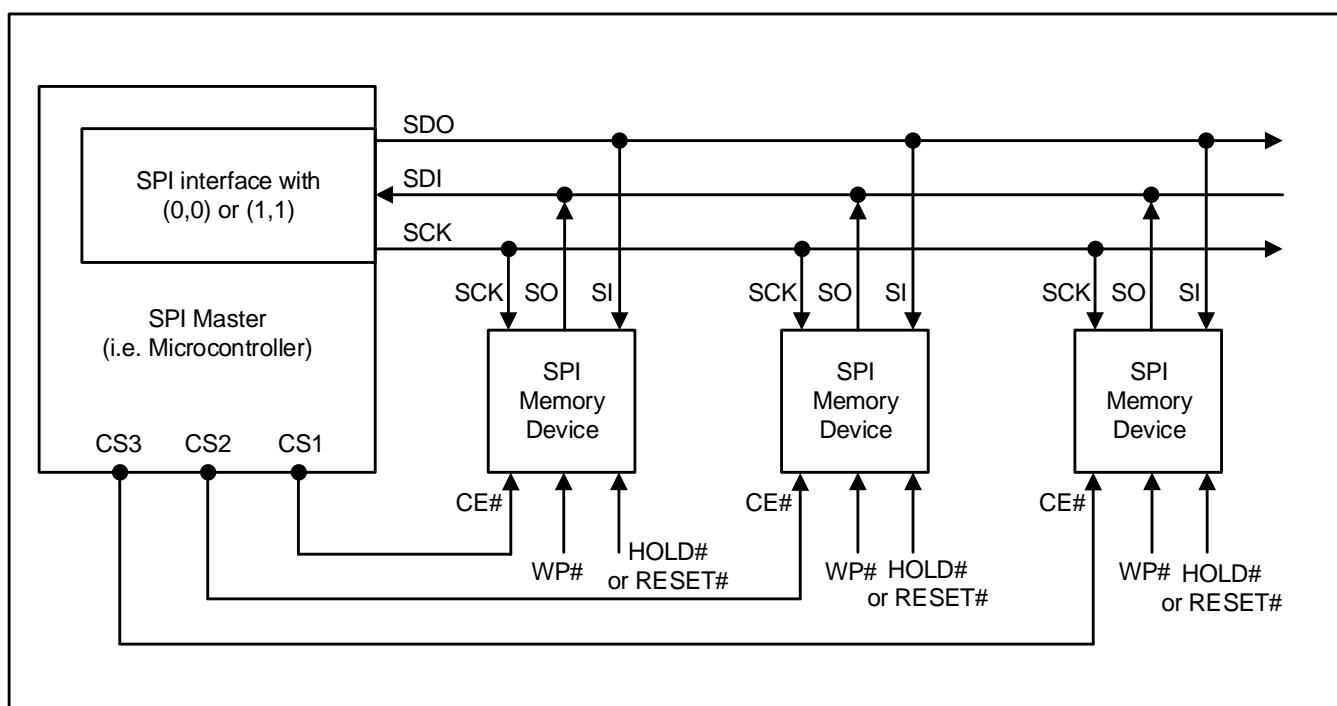 SDO
SPI interface with
(0,0) or (1,1)
SDI
SCK
SPI Master
(i.e. Microcontroller)
SCK SO SI
SCK SO SI
SCK SO SI
SPI
Memory
Device
SPI
Memory
Device
SPI
Memory
Device
CS3 CS2 CS1
CE#
WP#
HOLD#
or RESET#
CE#
WP#
HOLD#
or RESET#
CE#
WP#
HOLD#
or RESET#